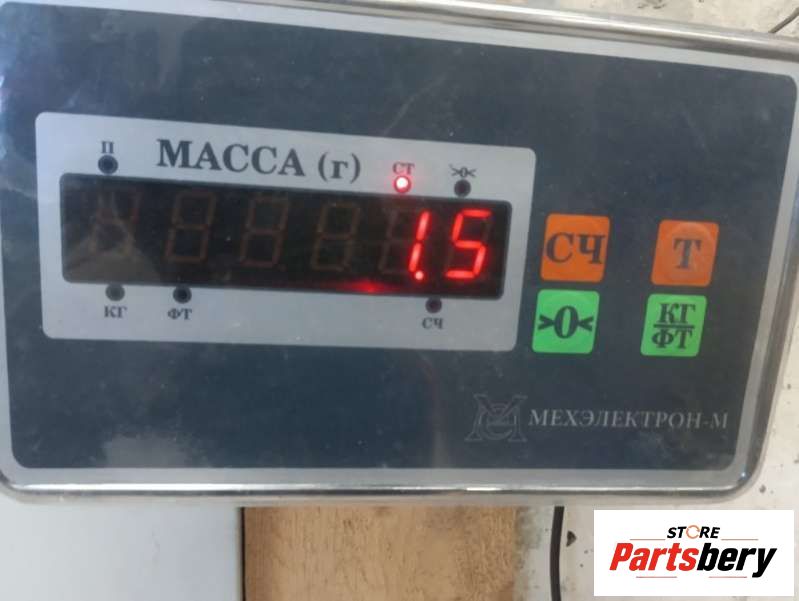 П
МАССА (г)
СТ
>0<
1.5
КГ
ФТ
СЧ
СЧ
Т
>0<
КГ
ФТ
МЕХЭЛЕКТРОН-М
STORE
Partsbery